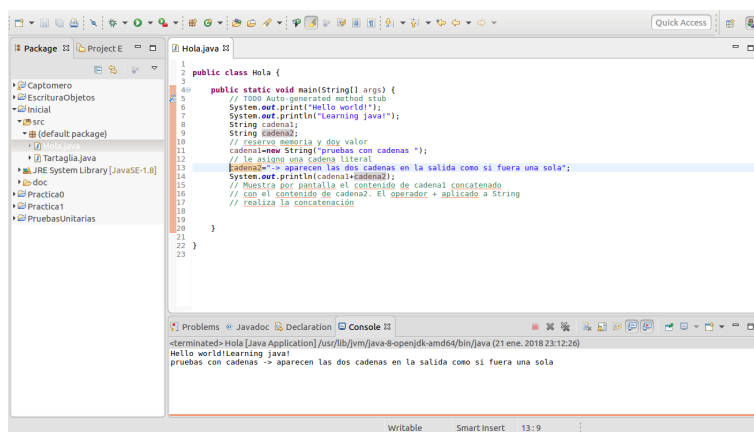 Quick Access
Package
Project E
Captomero
EscrituraObjetos
Inicial
src
(default package)
Hola.java
Tartaglia.java
JRE System Library [JavaSE-1.8]
doc
Practica0
Practica1
PruebasUnitarias
Hola.java
1
2 public class Hola {
3
4 public static void main(String[] args) {
5 // TODO Auto-generated method stub
6 System.out.print("Hello world!");
7 System.out.println("Learning java!");
8 String cadena1;
9 String cadena2;
10 // reservo memoria y doy valor
11 cadena1=new String("pruebas con cadenas ");
12 // le asigno una cadena literal
13 cadena2="-> aparecen las dos cadenas en la salida como si fuera una sola";
14 System.out.println(cadena1+cadena2);
15 // Muestra por pantalla el contenido de cadena1 concatenado
16 // con el contenido de cadena2. El operador + aplicado a String
17 // realiza la concatenación
18
19
20 }
21
22 }
23
Problems
Javadoc
Declaration
Console
<terminated> Hola [Java Application] /usr/lib/jvm/java-8-openjdk-amd64/bin/java (21 ene. 2018 23:12:26)
Hello world!Learning java!
pruebas con cadenas -> aparecen las dos cadenas en la salida como si fuera una sola
Writable
Smart Insert
13 : 9